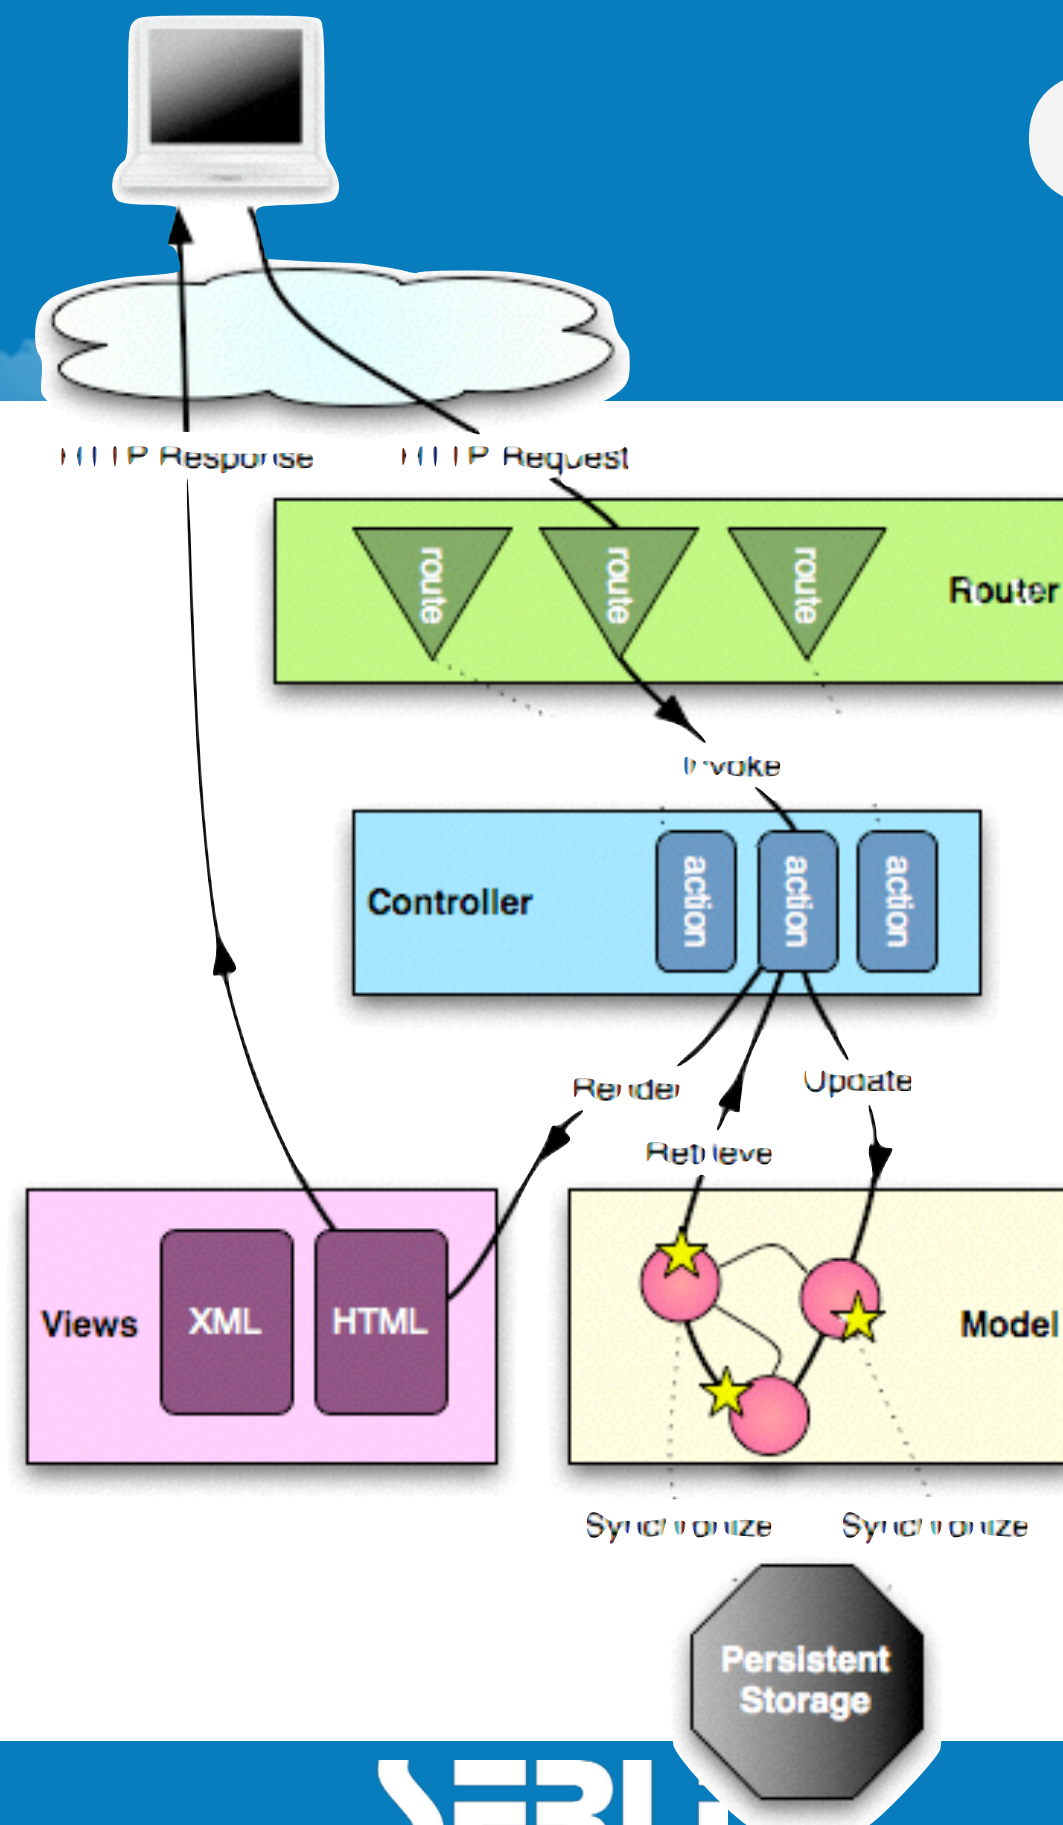 HTTP Response
HTTP Request
route
route
route
Router
Invoke
Controller
action
action
action
Render
Update
Retrieve
Views
XML
HTML
Model
Synchronize
Synchronize
Persistent
Storage